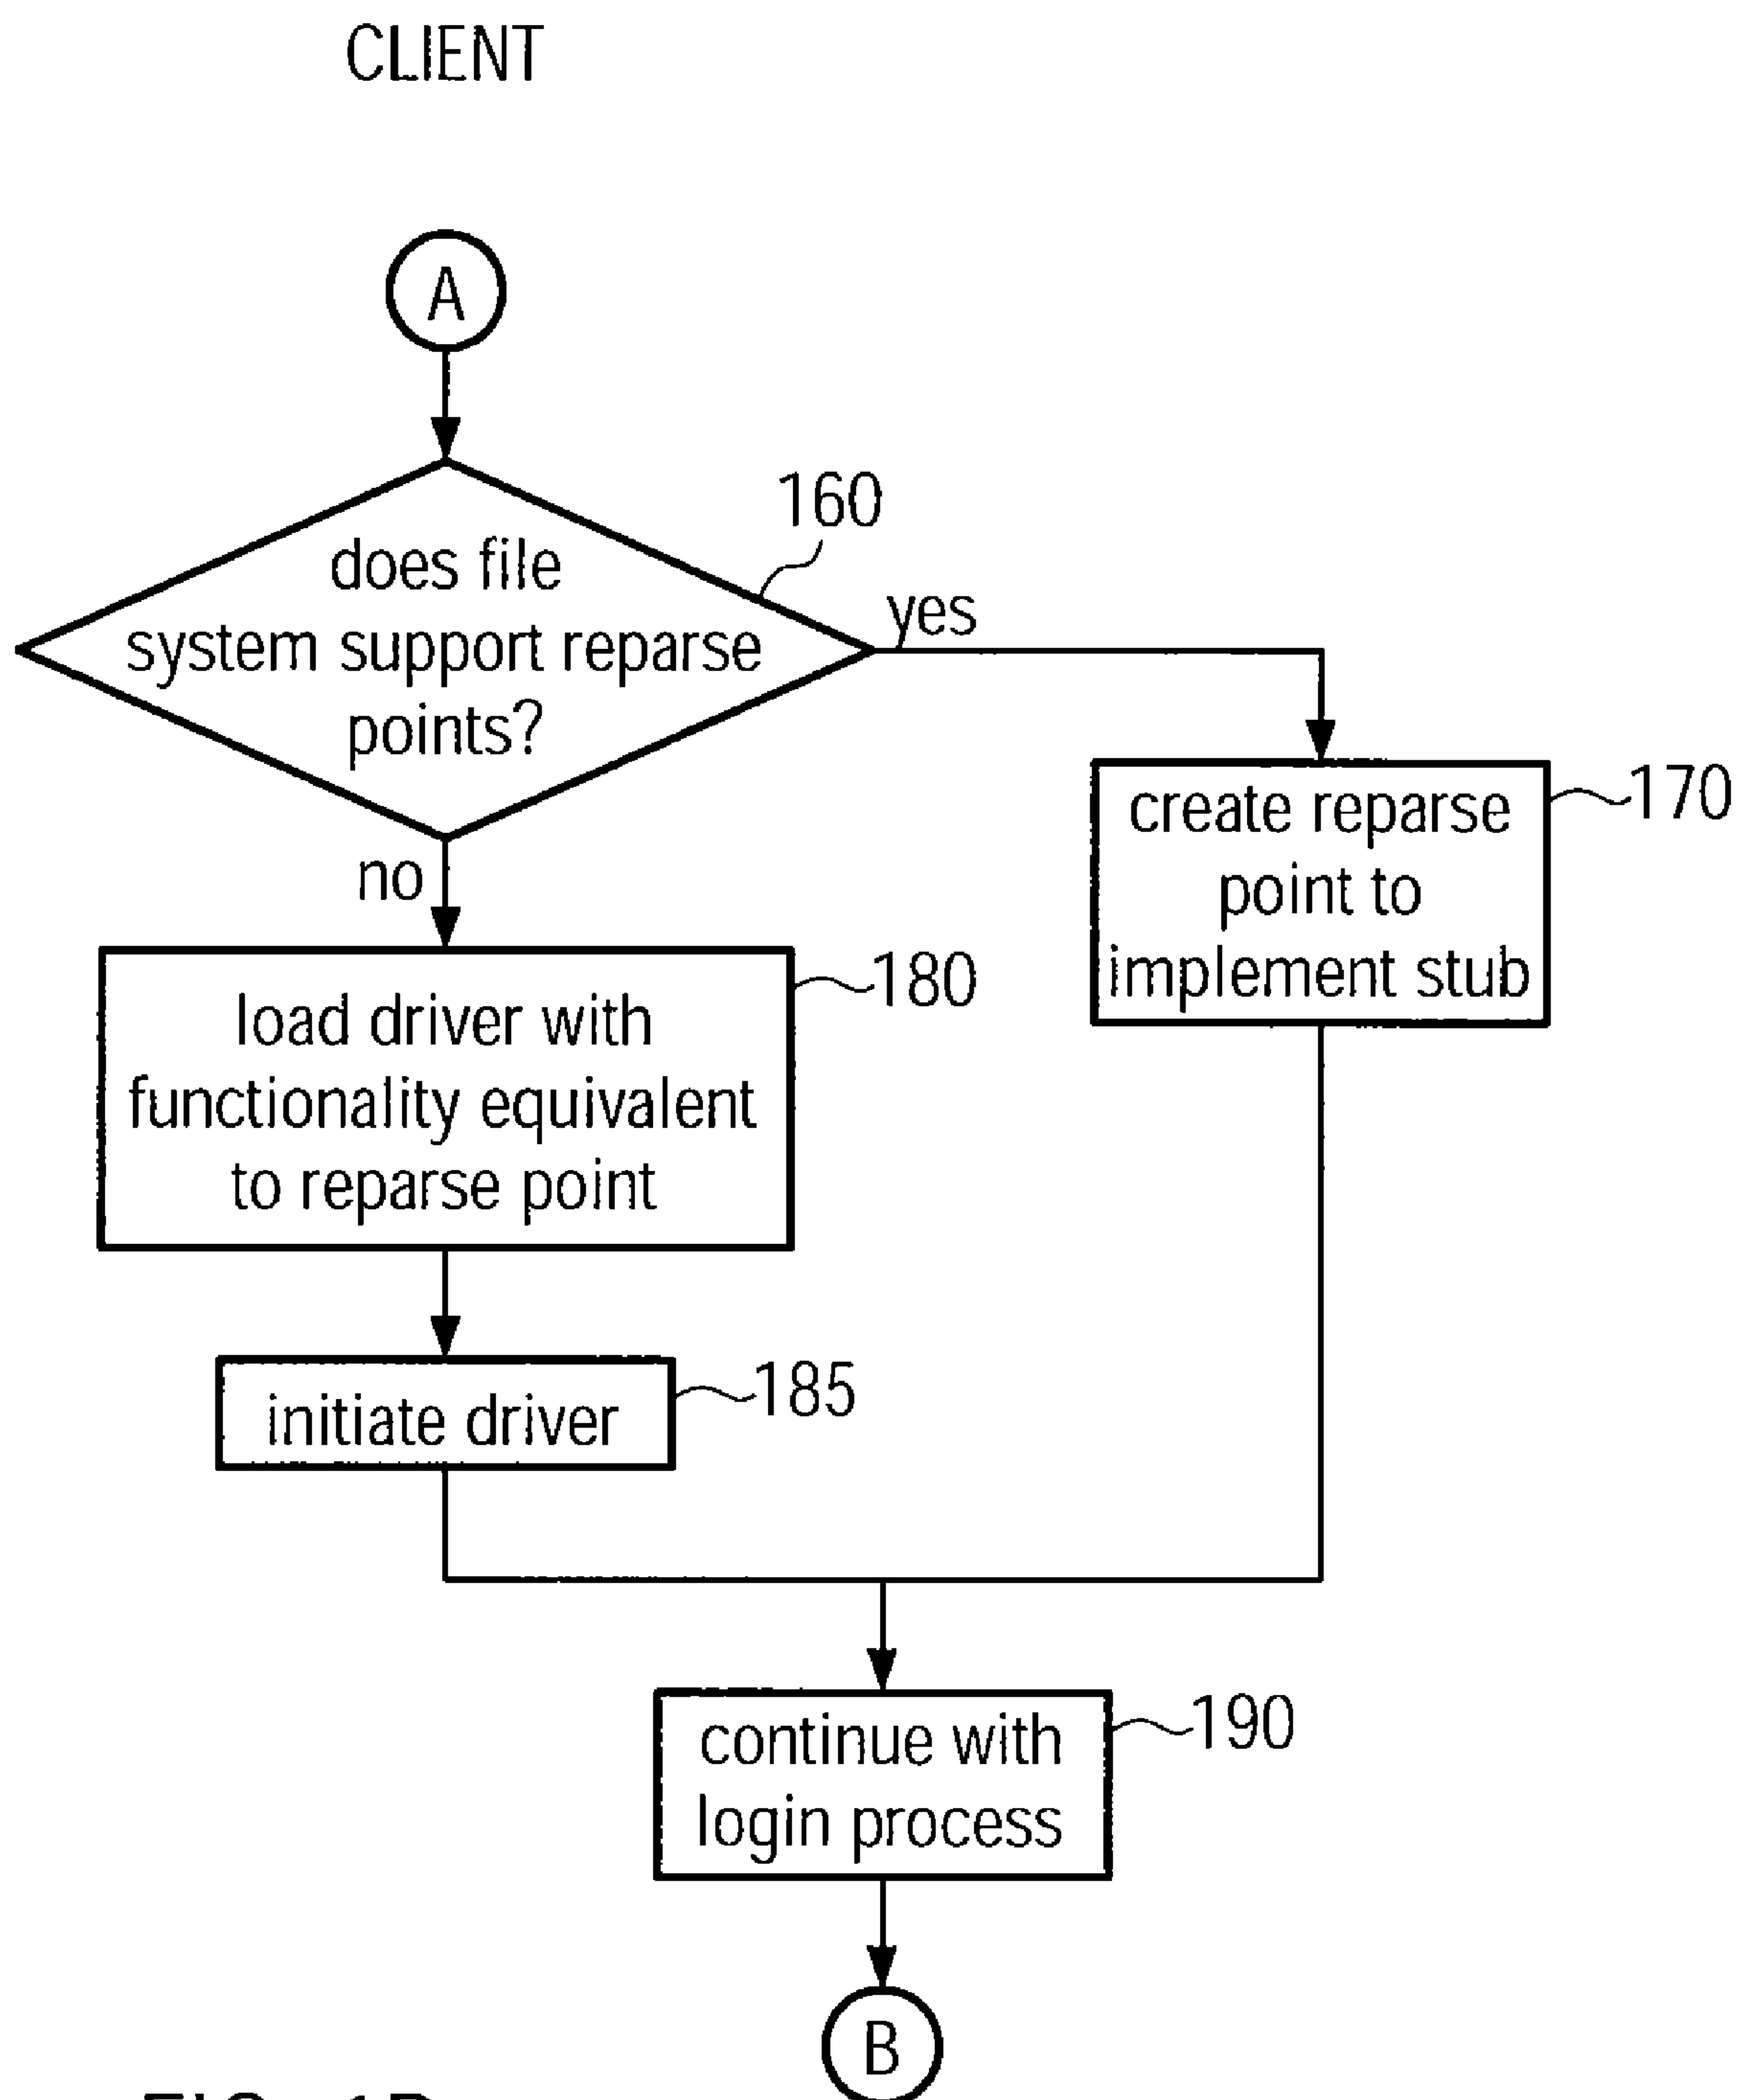 CLIENT
A
160
does file
system support reparse
points?
yes
no
170
create reparse
point to
implement stub
180
load driver with
functionality equivalent
to reparse point
185
initiate driver
190
continue with
login process
B